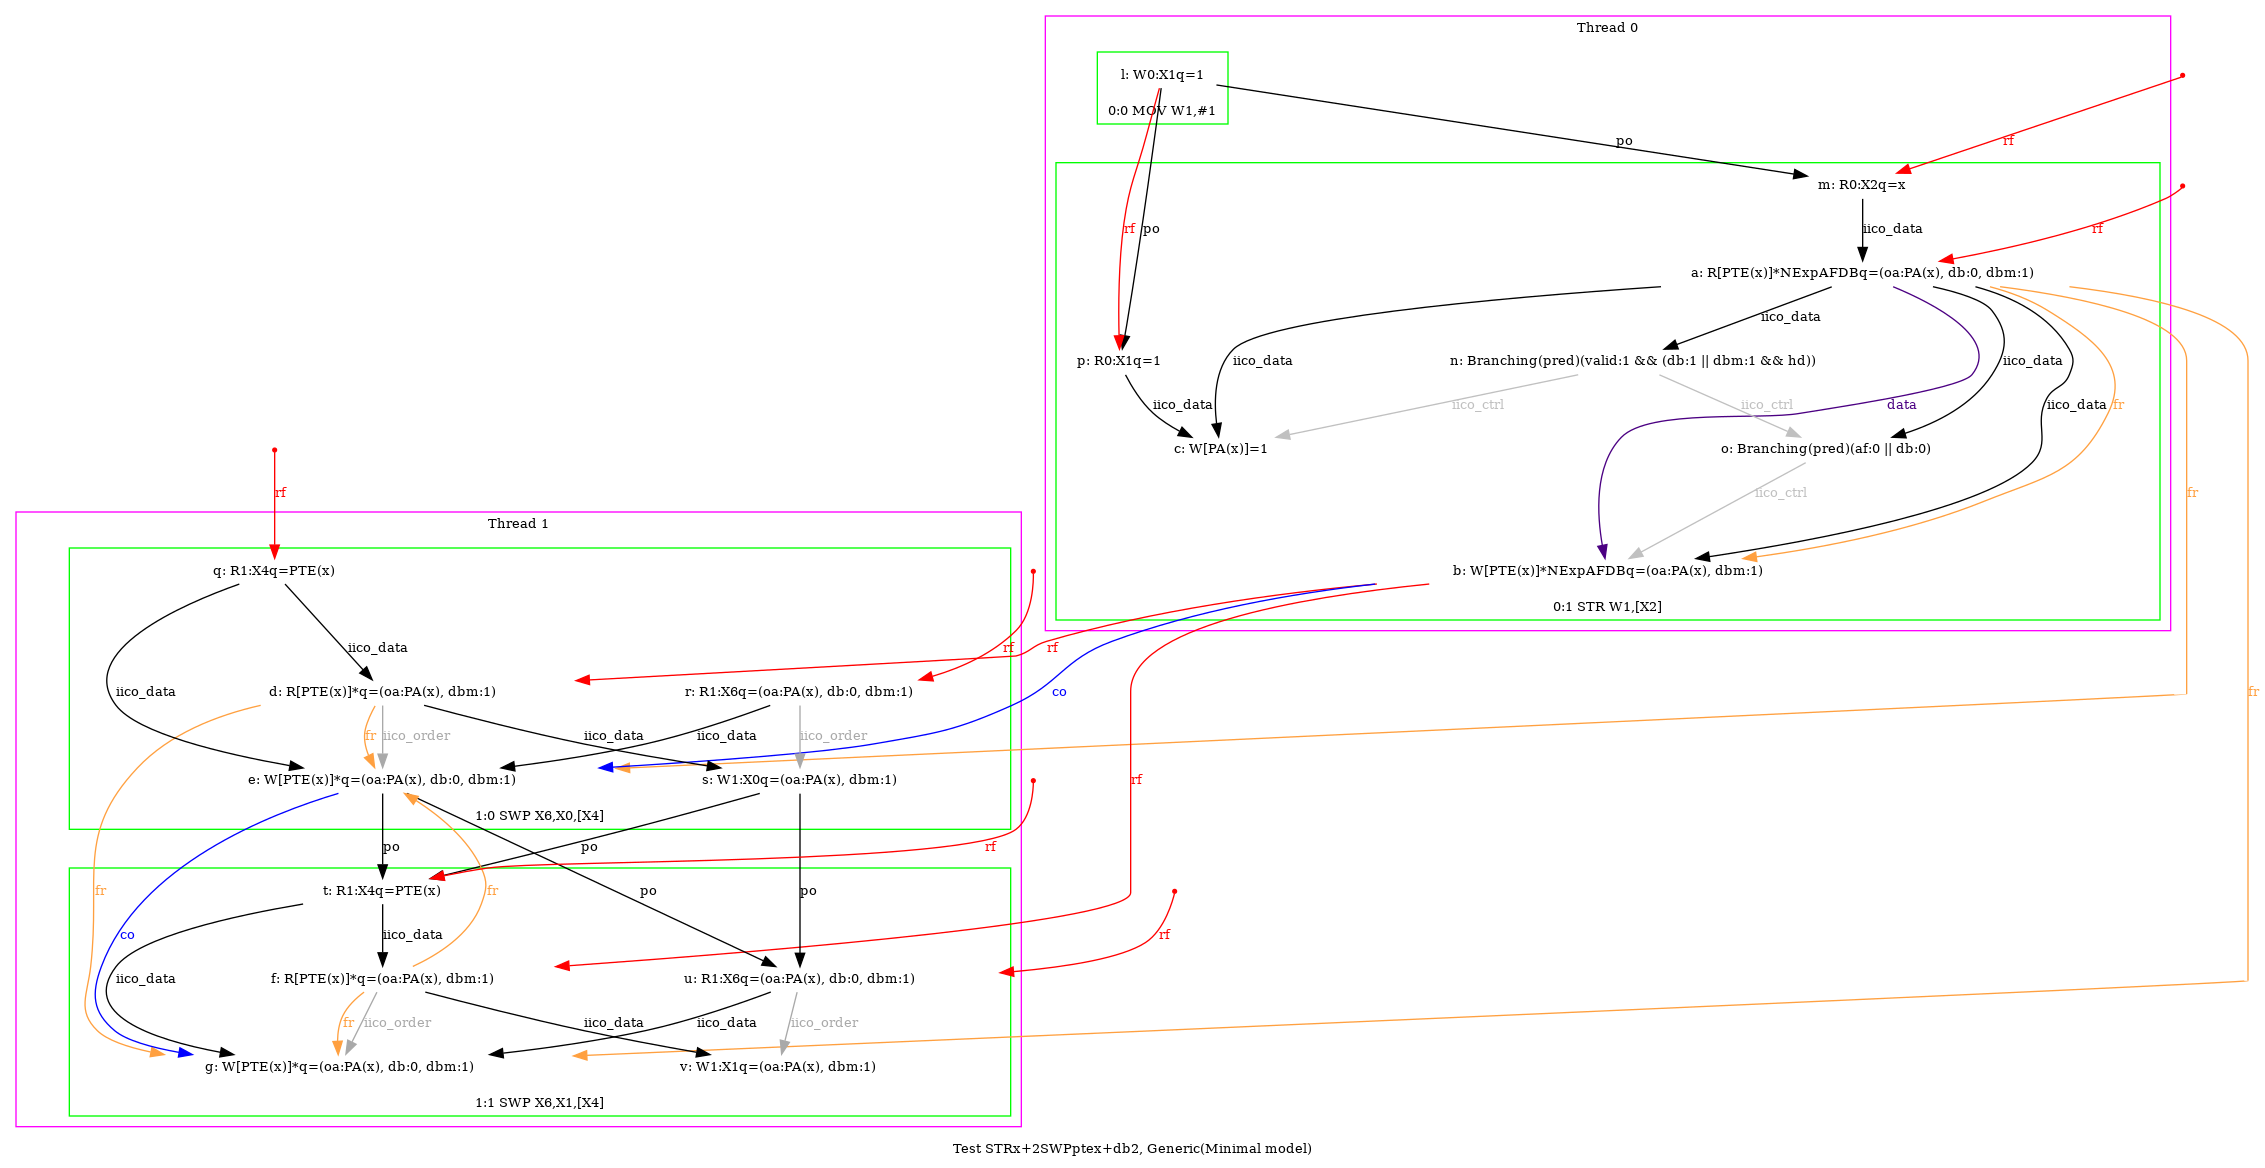 Thread 0
l: W0:X1q=1
0:0 MOV W1,#1
po
rf
m: R0:X2q=x
rf
po
iico_data
rf
a: R[PTE(x)]*NExpAFDBq=(oa:PA(x), db:0, dbm:1)
iico_data
p: R0:X1q=1
iico_data
n: Branching(pred)(valid:1 && (db:1 || dbm:1 && hd))
iico_data
iico_data
iico_ctrl
iico_ctrl
data
iico_data
fr
c: W[PA(x)]=1
o: Branching(pred)(af:0 || db:0)
rf
iico_ctrl
fr
Thread 1
q: R1:X4q=PTE(x)
b: W[PTE(x)]*NExpAFDBq=(oa:PA(x), dbm:1)
0:1 STR W1,[X2]
iico_data
rf
rf
iico_data
d: R[PTE(x)]*q=(oa:PA(x), dbm:1)
r: R1:X6q=(oa:PA(x), db:0, dbm:1)
co
fr
fr
iico_order
iico_data
iico_data
iico_order
e: W[PTE(x)]*q=(oa:PA(x), db:0, dbm:1)
s: W1:X0q=(oa:PA(x), dbm:1)
rf
1:0 SWP X6,X0,[X4]
po
po
rf
fr
t: R1:X4q=PTE(x)
fr
po
po
co
iico_data
rf
iico_data
f: R[PTE(x)]*q=(oa:PA(x), dbm:1)
u: R1:X6q=(oa:PA(x), db:0, dbm:1)
fr
iico_order
iico_data
iico_data
iico_order
g: W[PTE(x)]*q=(oa:PA(x), db:0, dbm:1)
v: W1:X1q=(oa:PA(x), dbm:1)
1:1 SWP X6,X1,[X4]
Test STRx+2SWPptex+db2, Generic(Minimal model)